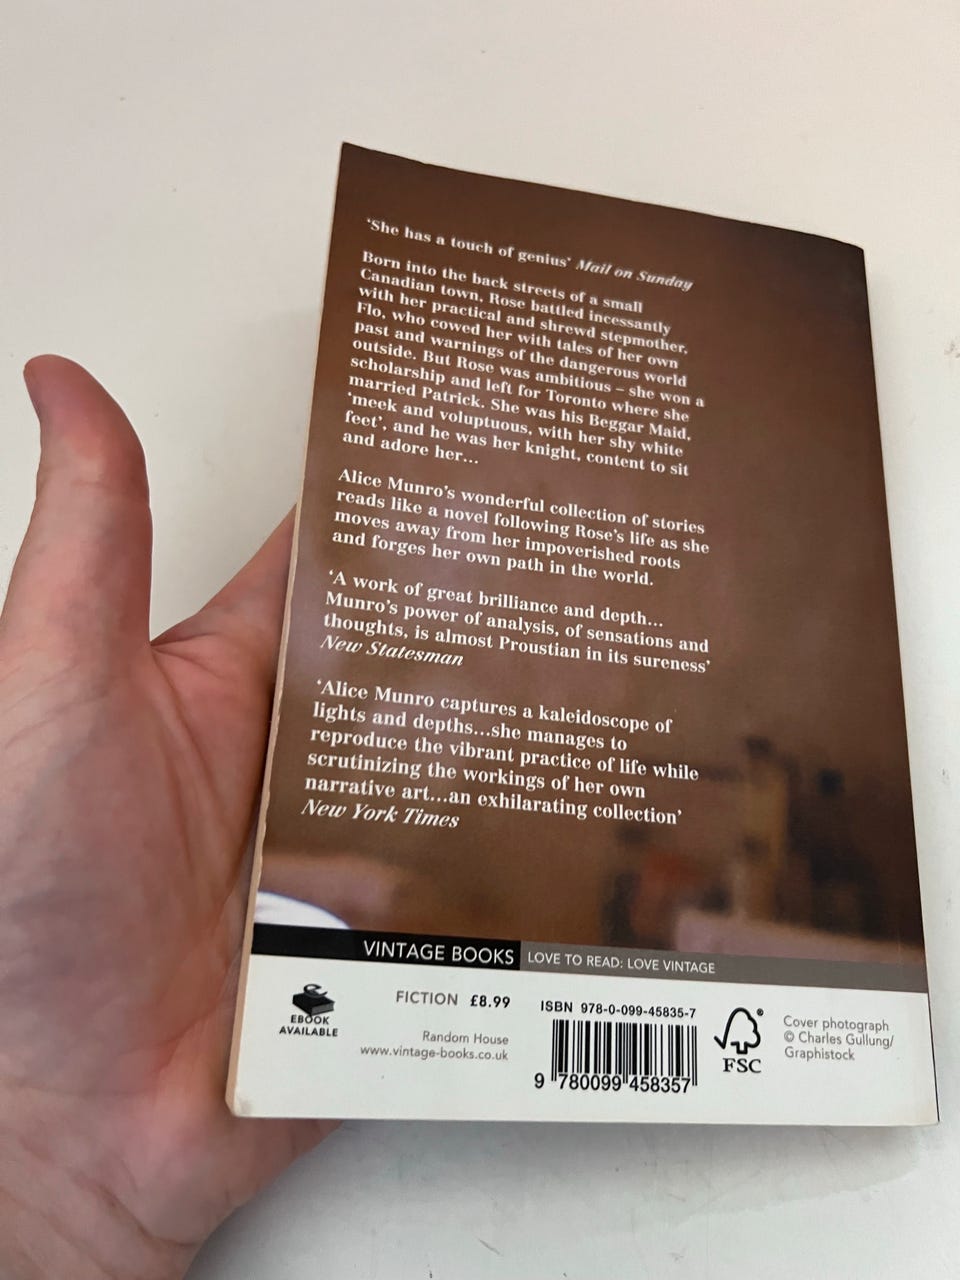 ‘She has a touch of genius’ Mail on Sunday
Born into the back streets of a small
Canadian town, Rose battled incessantly
with her practical and shrewd stepmother,
Flo, who cowed her with tales of her own
past and warnings of the dangerous world
outside. But Rose was ambitious – she won a
scholarship and left for Toronto where she
married Patrick. She was his Beggar Maid,
‘meek and voluptuous, with her shy white
feet’, and he was her knight, content to sit
and adore her...
Alice Munro’s wonderful collection of stories
reads like a novel following Rose’s life as she
moves away from her impoverished roots
and forges her own path in the world.
‘A work of great brilliance and depth...
Munro’s power of analysis, of sensations and
thoughts, is almost Proustian in its sureness’
New Statesman
‘Alice Munro captures a kaleidoscope of
lights and depths...she manages to
reproduce the vibrant practice of life while
scrutinizing the workings of her own
narrative art...an exhilarating collection’
New York Times
VINTAGE BOOKS LOVE TO READ: LOVE VINTAGE
EBOOK
AVAILABLE
FICTION £8.99
Random House
www.vintage-books.co.uk
ISBN 978-0-099-45835-7
9 780099 458357
FSC
Cover photograph
© Charles Gullung/
Graphistock